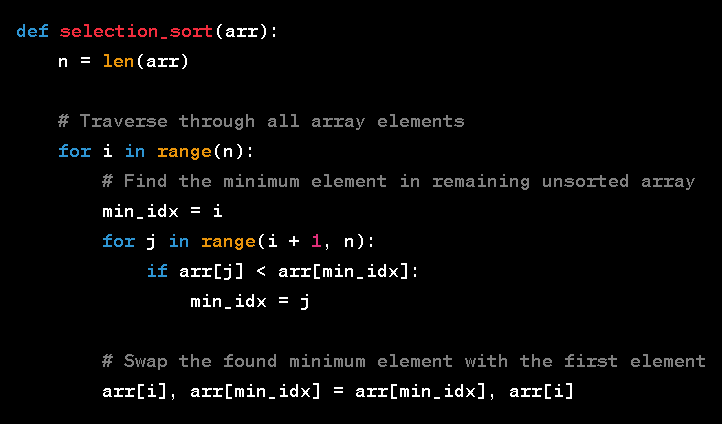 def selection_sort(arr):
    n = len(arr)

    # Traverse through all array elements
    for i in range(n):
        # Find the minimum element in remaining unsorted array
        min_idx = i
        for j in range(i + 1, n):
            if arr[j] < arr[min_idx]:
                min_idx = j

        # Swap the found minimum element with the first element
        arr[i], arr[min_idx] = arr[min_idx], arr[i]